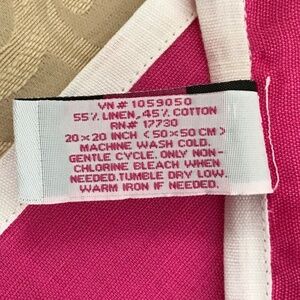 VN# 1059050
55% LINEN, 45% COTTON
RN# 17730
20×20 INCH <50×50 CM>
MACHINE WASH COLD.
GENTLE CYCLE. ONLY NON-
CHLORINE BLEACH WHEN
NEEDED.TUMBLE DRY LOW.
WARM IRON IF NEEDED.